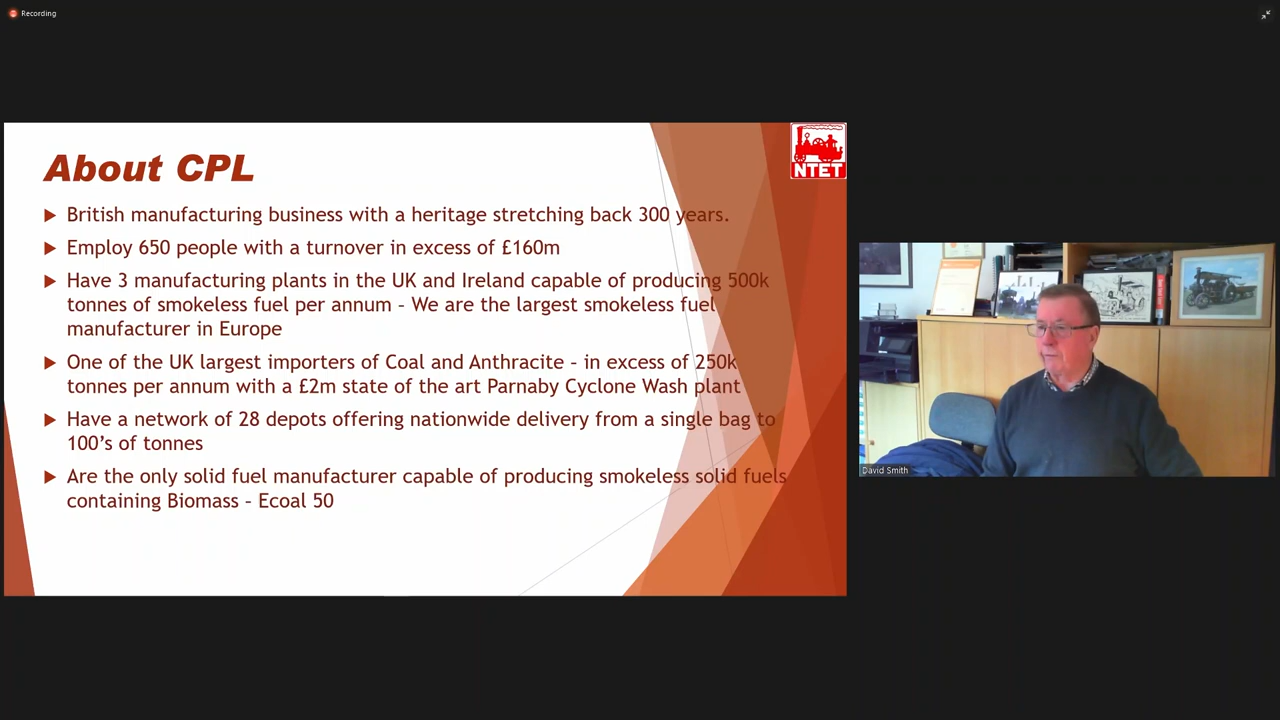 Recording
About CPL
British manufacturing business with a heritage stretching back 300 years.
Employ 650 people with a turnover in excess of £160m
Have 3 manufacturing plants in the UK and Ireland capable of producing 500k
tonnes of smokeless fuel per annum – We are the largest smokeless fuel
manufacturer in Europe
One of the UK largest importers of Coal and Anthracite – in excess of 250k
tonnes per annum with a £2m state of the art Parnaby Cyclone Wash plant
Have a network of 28 depots offering nationwide delivery from a single bag to
100’s of tonnes
Are the only solid fuel manufacturer capable of producing smokeless solid fuels
containing Biomass – Ecoal 50
NTET
David Smith